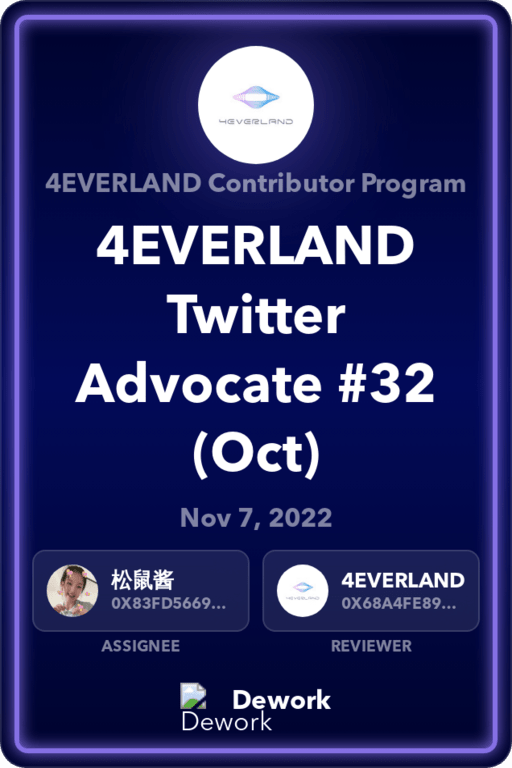 4EVERLAND
4EVERLAND Contributor Program
4EVERLAND
Twitter
Advocate #32
(Oct)
Nov 7, 2022
松鼠酱
0X83FD5669...
ASSIGNEE
4EVERLAND
0X68A4FE89...
REVIEWER
Dework
Dework